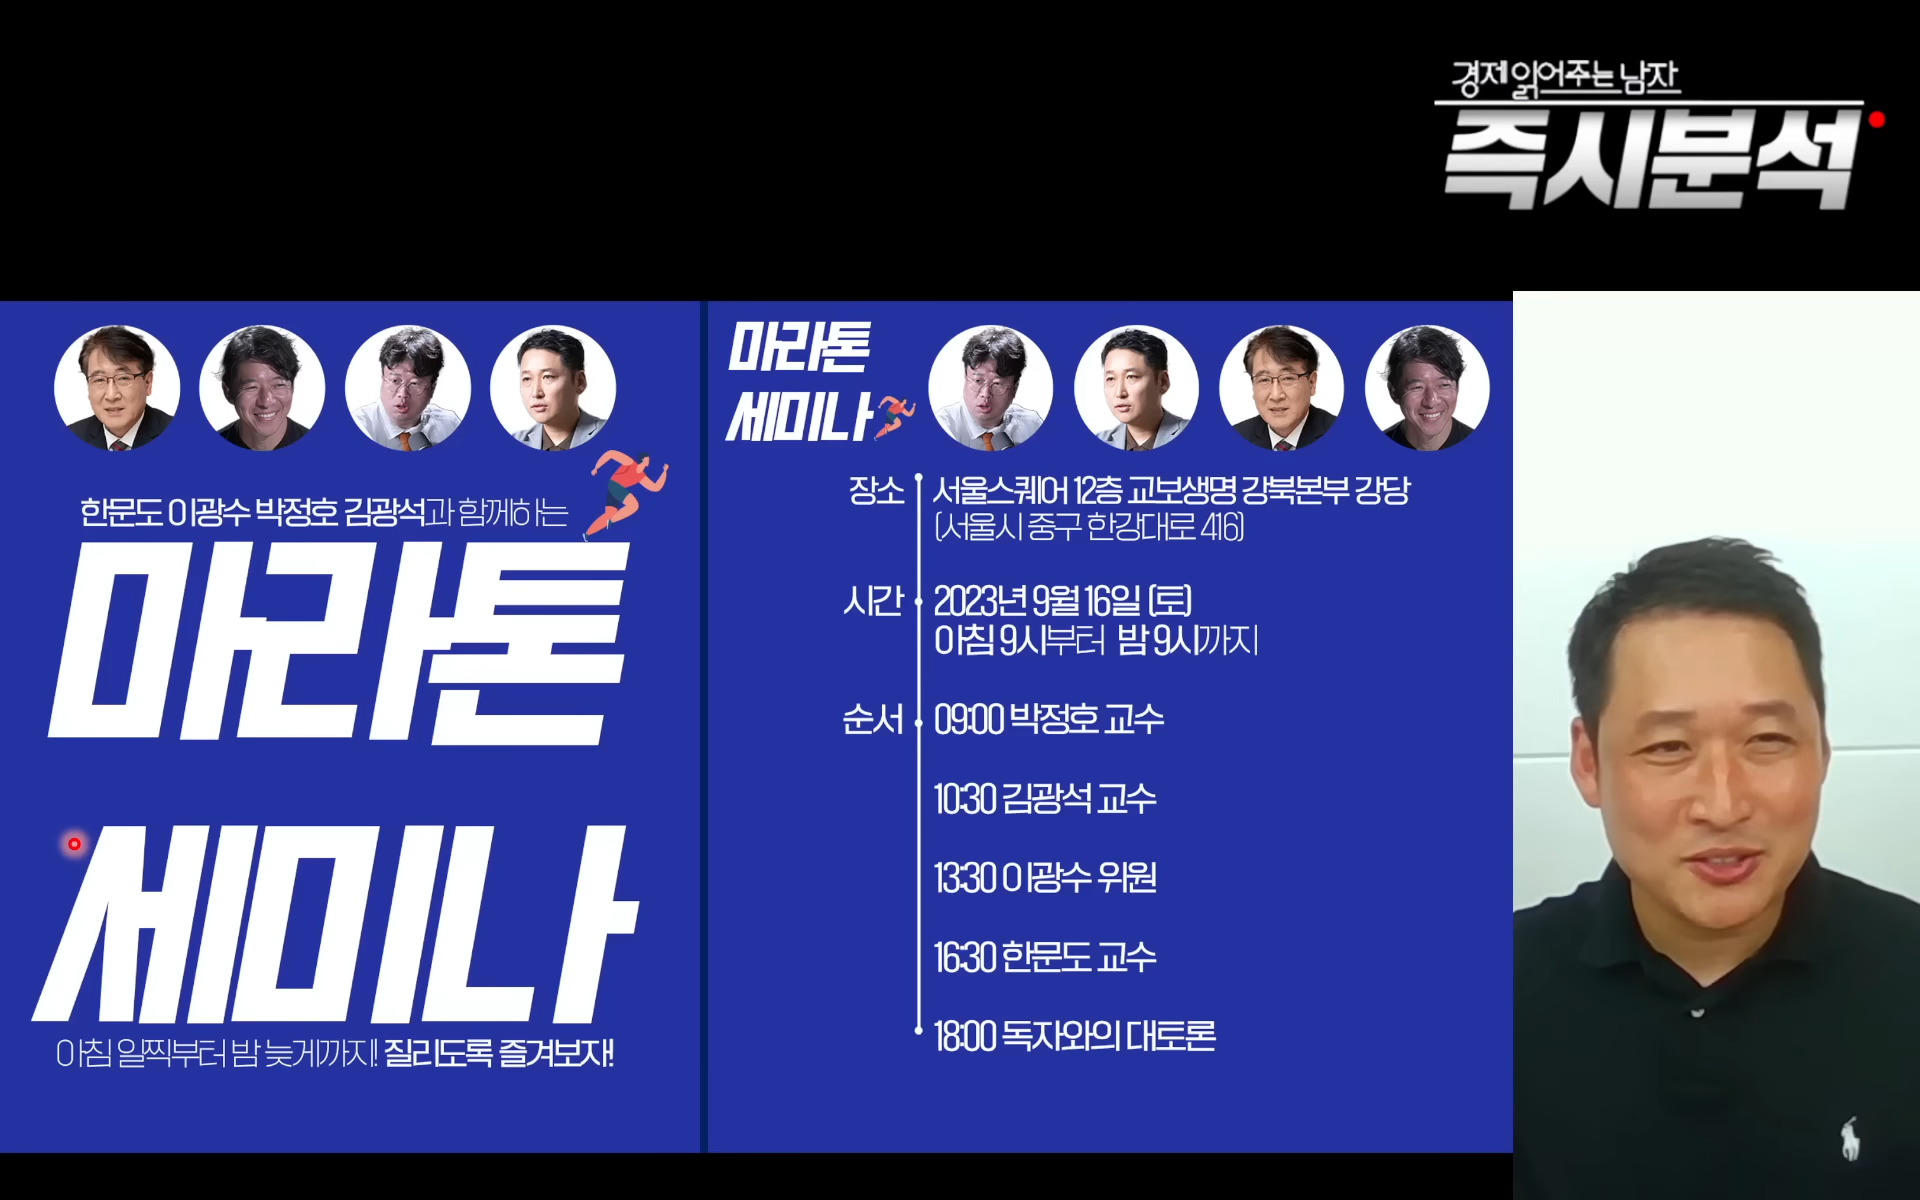 경제 읽어주는 남자
즉시분석
한문도 이광수 박정호 김광석과 함께하는
마라톤
세미나
아침 일찍부터 밤 늦게까지! 질리도록 즐겨보자!
마라톤
세미나
장소 서울스퀘어 12층 교보생명 강북본부 강당
(서울시 중구 한강대로 416)
시간 2023년 9월 16일 (토)
아침 9시부터 밤 9시까지
순서 09:00 박정호 교수
10:30 김광석 교수
13:30 이광수 위원
16:30 한문도 교수
18:00 독자와의 대토론